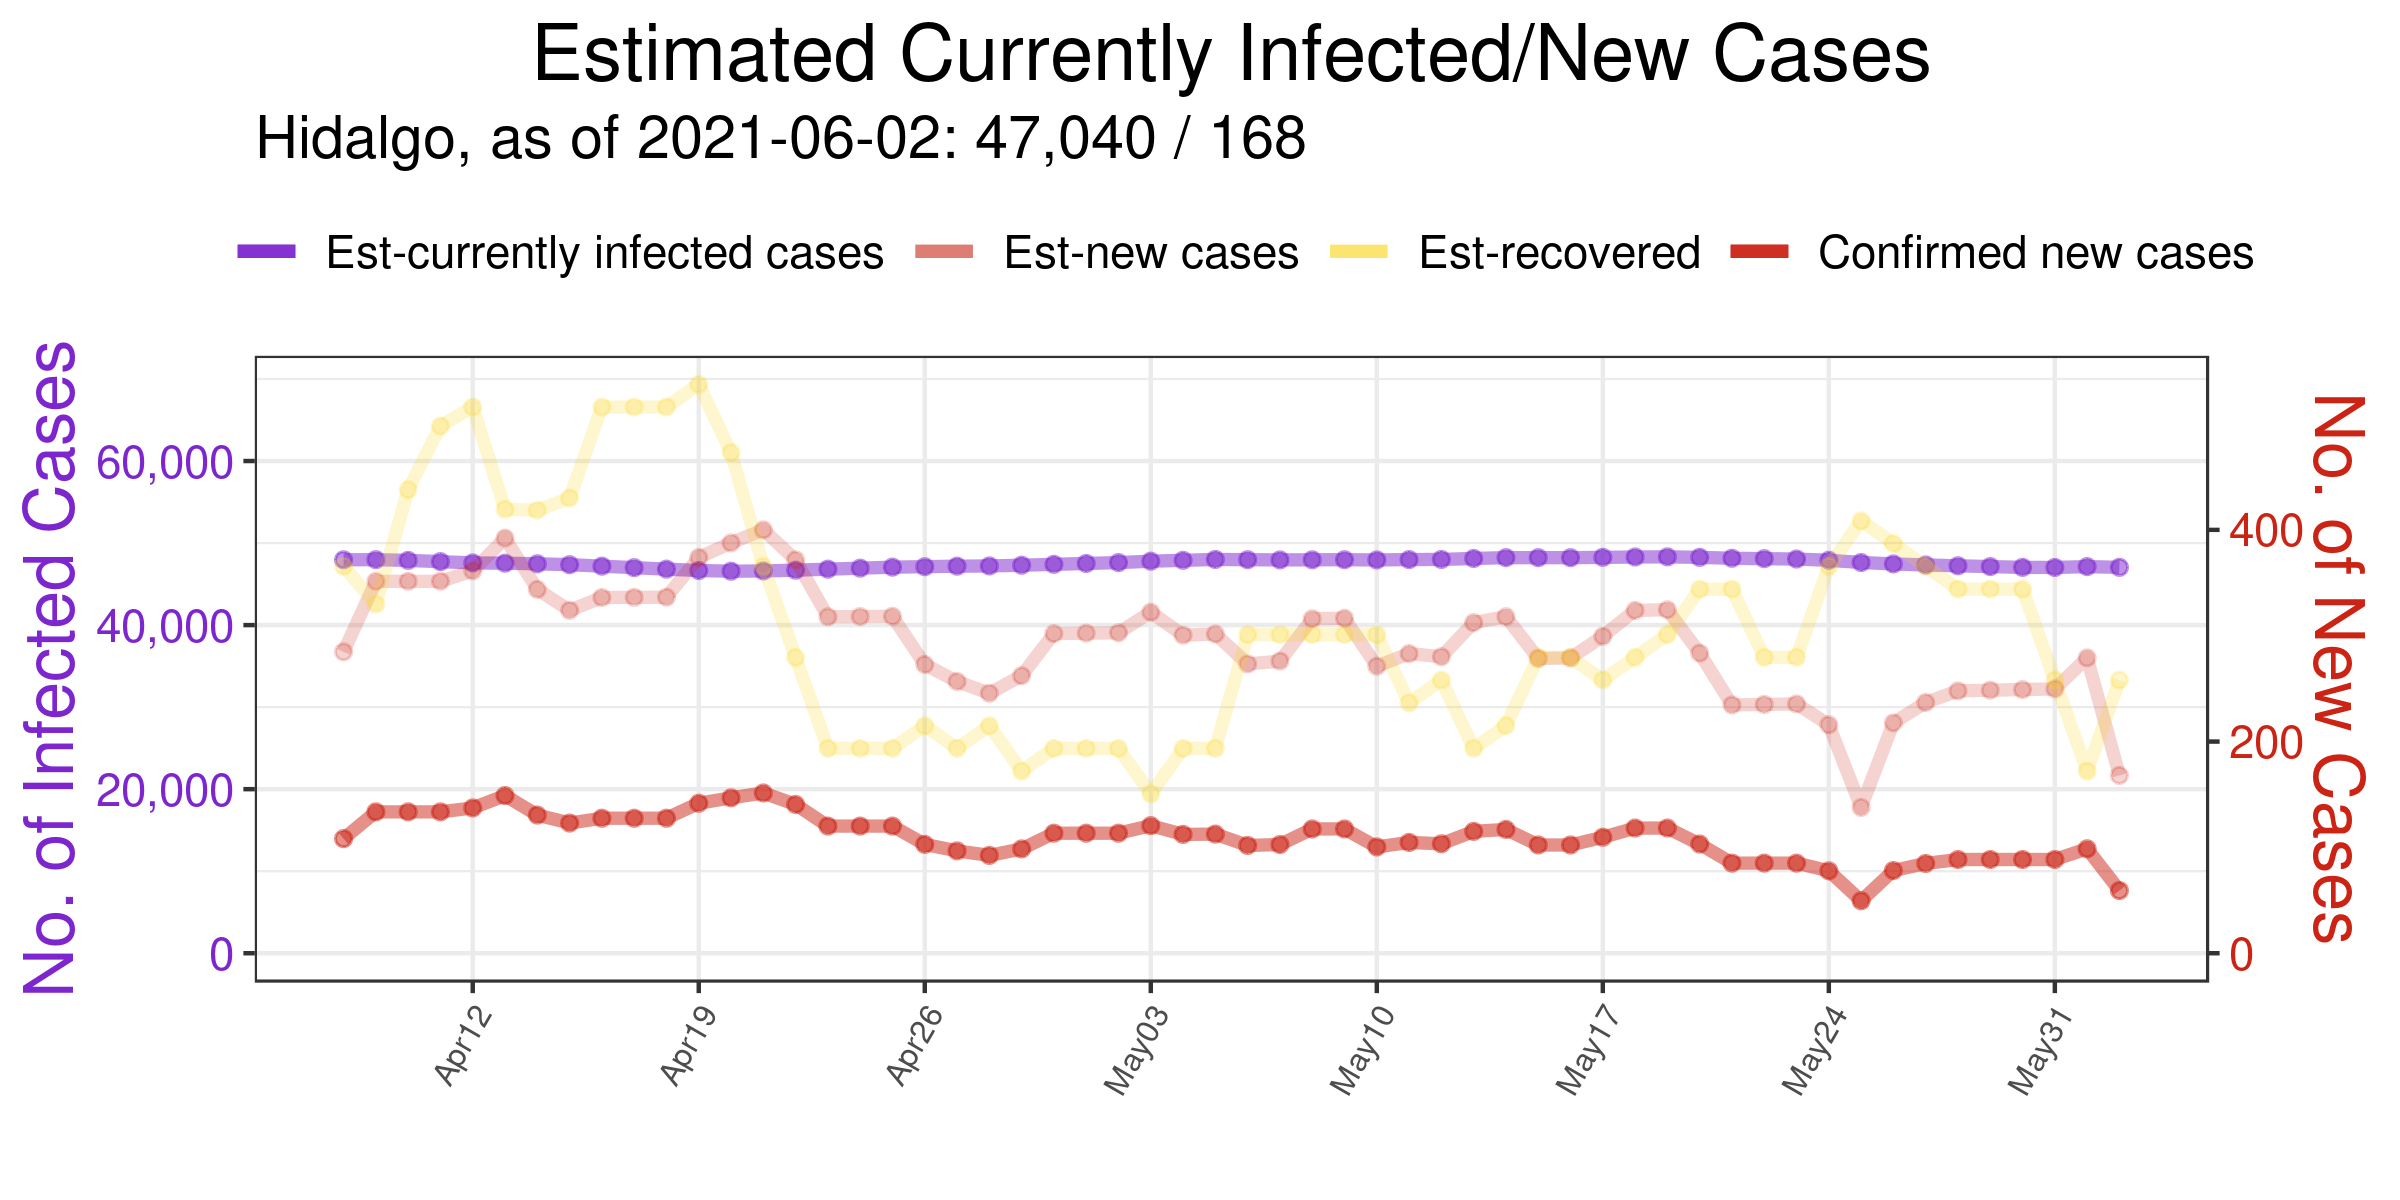 Estimated Currently Infected/New Cases
Hidalgo, as of 2021-06-02: 47,040 / 168
Est-currently infected cases Est-new cases Est-recovered Confirmed new cases
No. of Infected Cases
60,000
40,000
20,000
0
400
200
0
No. of New Cases
Apr12 Apr19 Apr26 May03 May10 May17 May24 May31